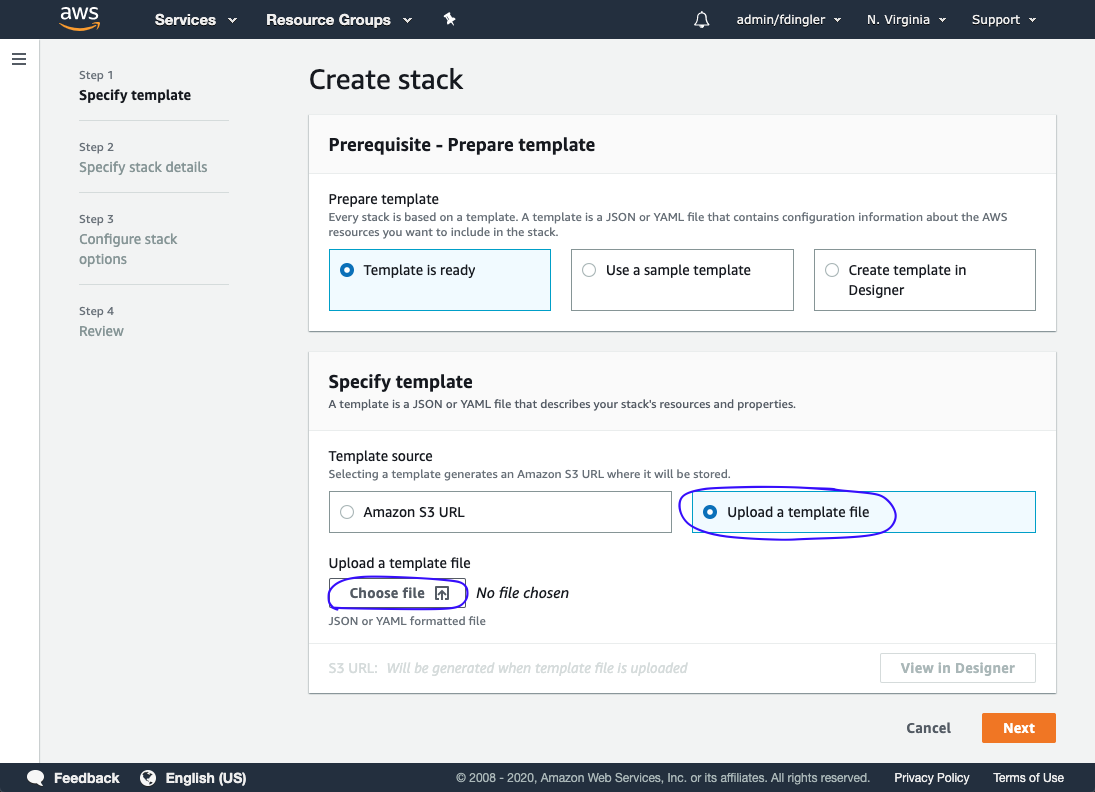 aws Services Resource Groups admin/fdingler N. Virginia Support
Step 1
Specify template
Step 2
Specify stack details
Step 3
Configure stack
options
Step 4
Review
Create stack
Prerequisite - Prepare template
Prepare template
Every stack is based on a template. A template is a JSON or YAML file that contains configuration information about the AWS
resources you want to include in the stack.
Template is ready
Use a sample template
Create template in
Designer
Specify template
A template is a JSON or YAML file that describes your stack's resources and properties.
Template source
Selecting a template generates an Amazon S3 URL where it will be stored.
Amazon S3 URL
Upload a template file
Upload a template file
Choose file No file chosen
JSON or YAML formatted file
S3 URL: Will be generated when template file is uploaded
View in Designer
Cancel
Next
Feedback English (US) © 2008 - 2020, Amazon Web Services, Inc. or its affiliates. All rights reserved. Privacy Policy Terms of Use